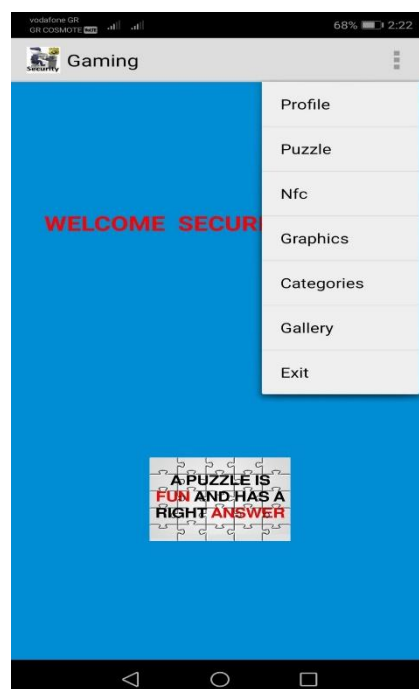 vodafone GR
GR COSMOTE
68% 2:22
Security
Gaming
Profile
Puzzle
Nfc
Graphics
Categories
Gallery
Exit
WELCOME SECUR
A PUZZLE IS
FUN AND HAS A
RIGHT ANSWER